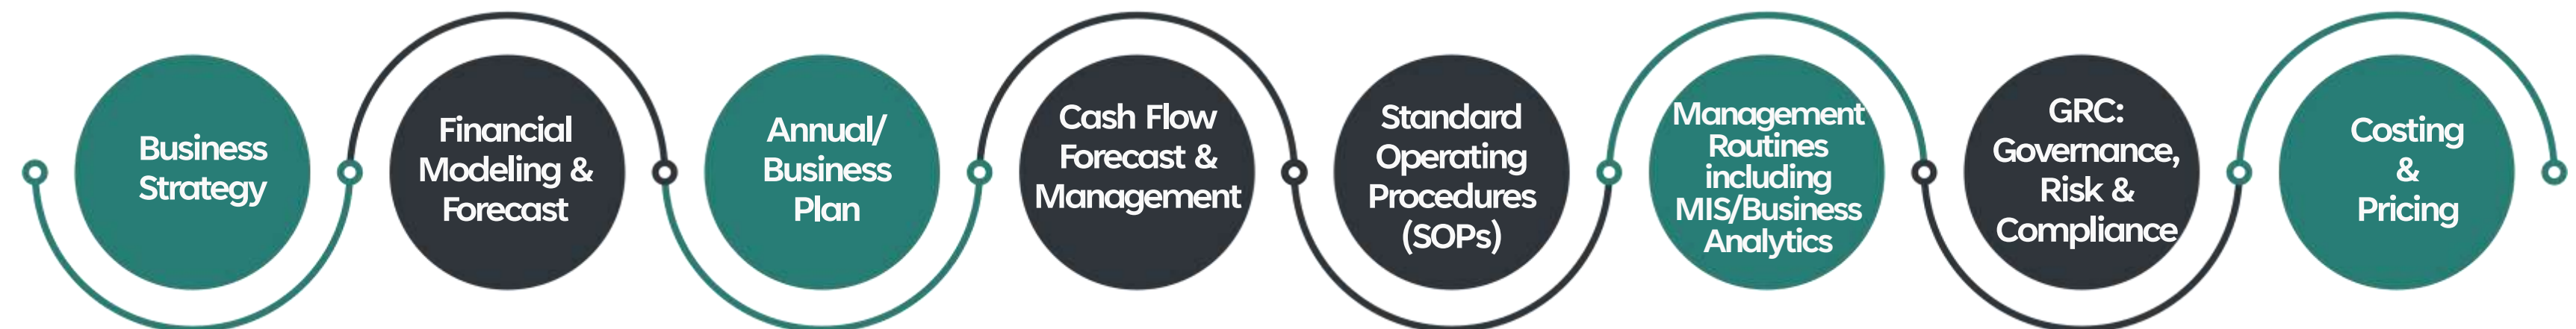 Business
Strategy
Financial
Modeling &
Forecast
Annual/
Business
Plan
Cash Flow
Forecast &
Management
Standard
Operating
Procedures
(SOPs)
Management
Routines
including
MIS/Business
Analytics
GRC:
Governance,
Risk &
Compliance
Costing
&
Pricing